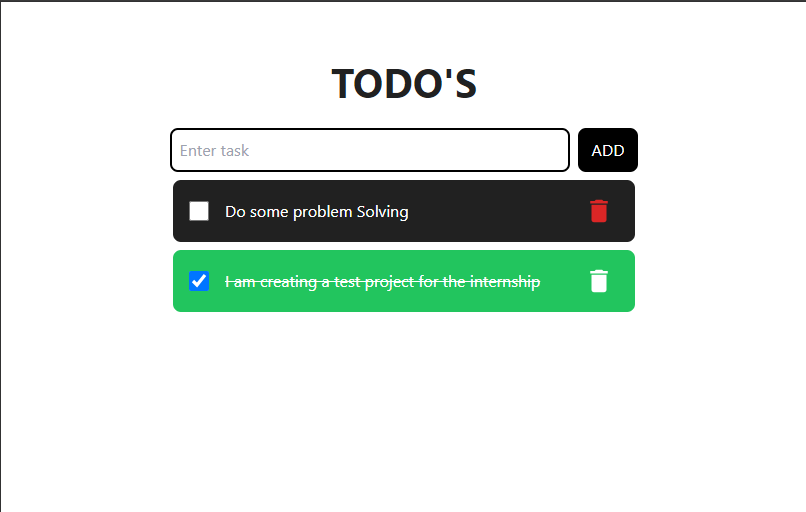 TODO'S
Enter task
ADD
Do some problem Solving
I am creating a test project for the internship